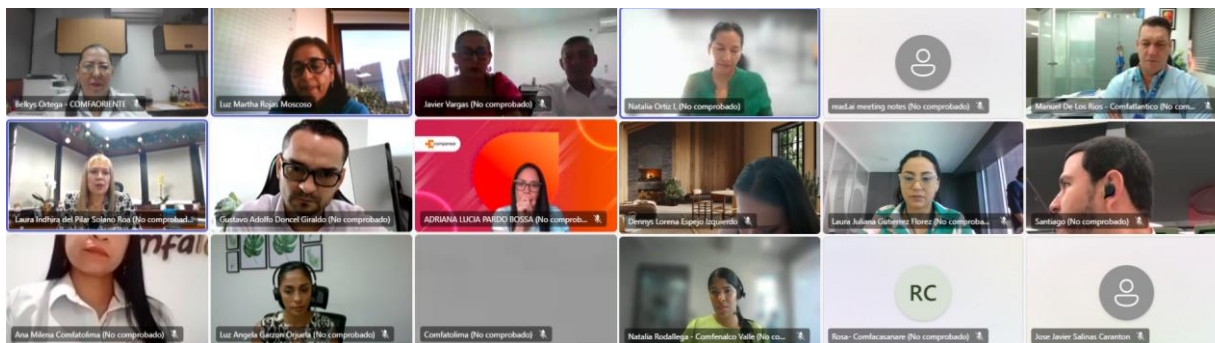 Belkys Ortega - COMFAORIENTE
Luz Martha Rojas Moscoso
Javier Vargas (No comprobado)
Natalia Ortiz L (No comprobado)
read.ai meeting notes (No comprobado)
Manuel De Los Rios - Comfatlantico (No com...
Laura Indhira del Pilar Solano Roa (No comprobad...
Gustavo Adolfo Doncel Giraldo (No comprobado)
compensar
ADRIANA LUCIA PARDO BOSSA (No comprob...
Dennys Lorena Espejo Izquierdo
Laura Juliana Gutierrez Florez (No comproba...
Santiago (No comprobado)
Ana Milena Comfatolima (No comprobado)
Luz Angela Garzon Orjuela (No comprobado)
Comfatolima (No comprobado)
Natalia Rodallega - Comfenalco Valle (No co...
RC
Rosa- Comfacasanare (No comprobado)
Jose Javier Salinas Caranton